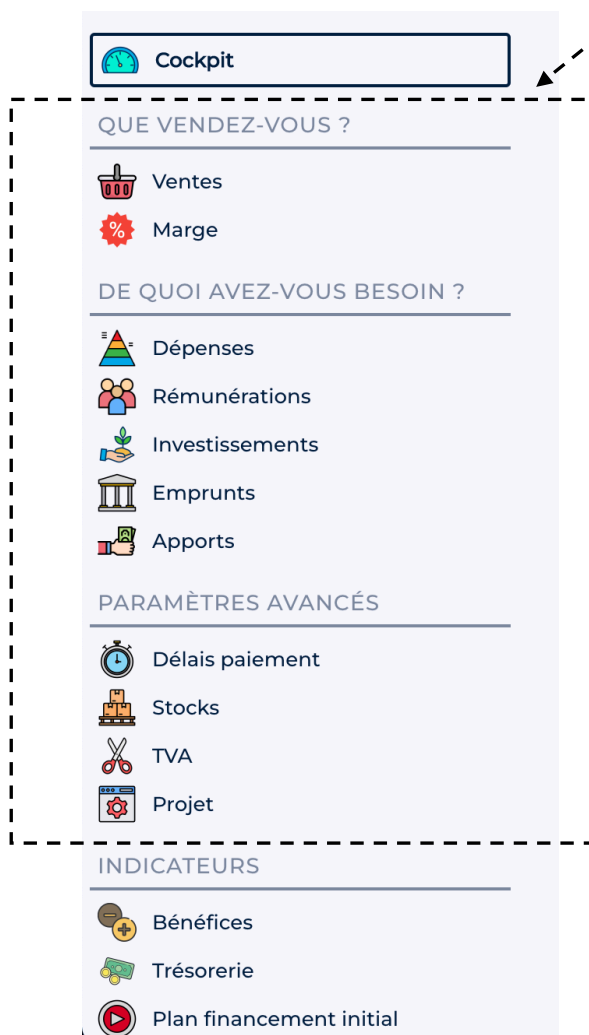 Cockpit
QUE VENDEZ-VOUS ?
Ventes
Marge
DE QUOI AVEZ-VOUS BESOIN ?
Dépenses
Rémunérations
Investissements
Emprunts
Apports
PARAMÈTRES AVANCÉS
Délais paiement
Stocks
TVA
Projet
INDICATEURS
Bénéfices
Trésorerie
Plan financement initial